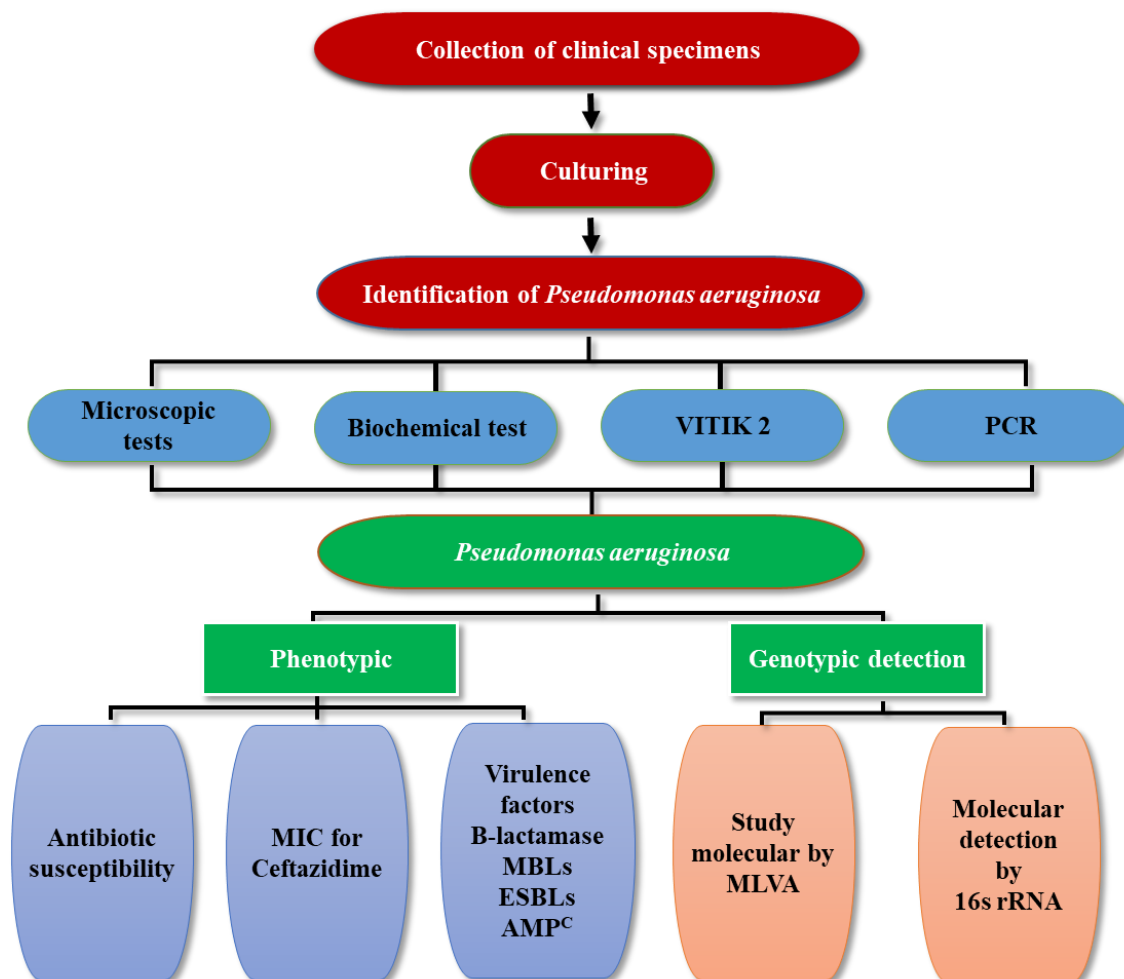 Collection of clinical specimens
Culturing
Identification of Pseudomonas aeruginosa
Microscopic
tests
Biochemical test
VITIK 2
PCR
Pseudomonas aeruginosa
Phenotypic
Genotypic detection
Antibiotic
susceptibility
MIC for
Ceftazidime
Virulence
factors
B-lactamase
MBLs
ESBLs
AMPᶜ
Study
molecular by
MLVA
Molecular
detection
by
16s rRNA